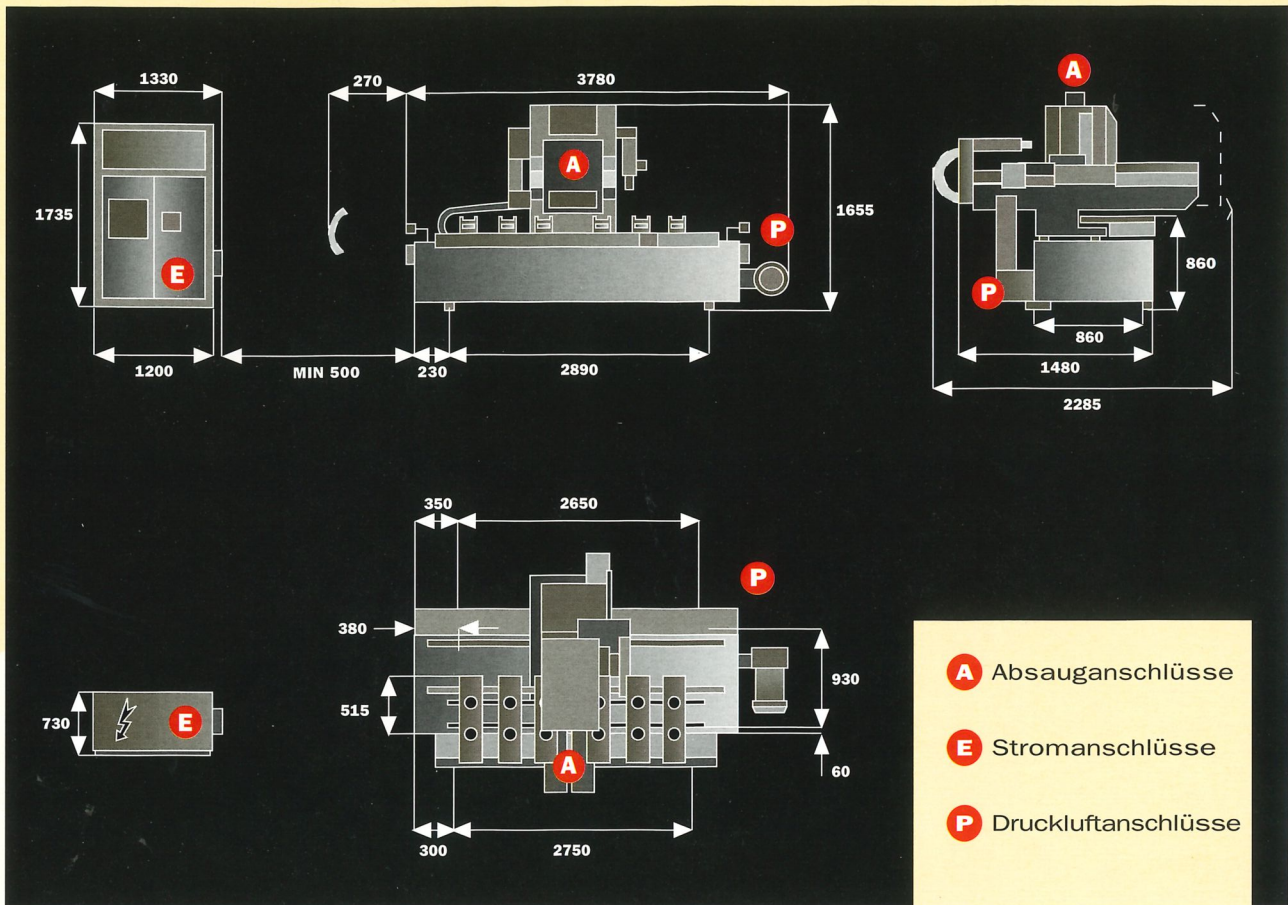 1330
270
3780
A
1735
A
1655
E
P
P
860
1200
MIN 500
230
2890
860
1480
2285
350
2650
P
380
930
515
730
E
A
60
300
2750
A Absauganschlüsse
E Stromanschlüsse
P Druckluftanschlüsse